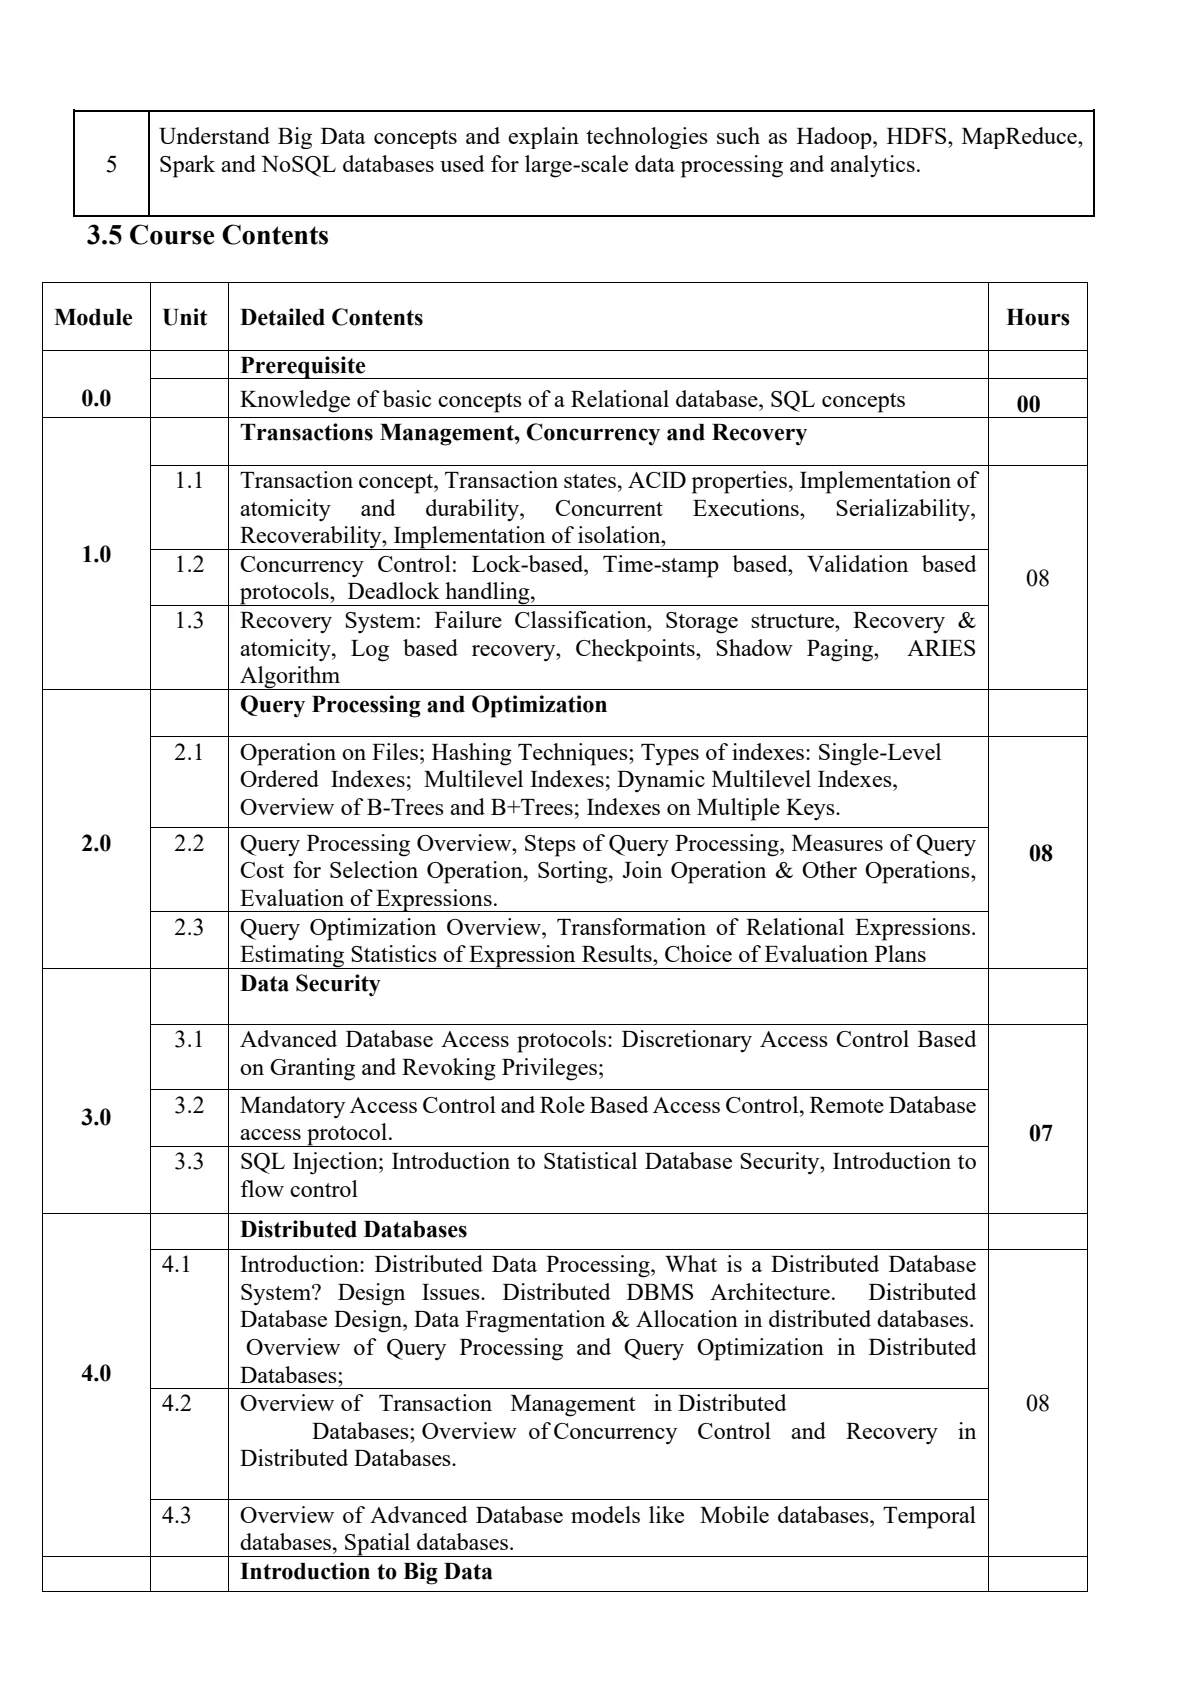 5
Understand Big Data concepts and explain technologies such as Hadoop, HDFS, MapReduce,
Spark and NoSQL databases used for large-scale data processing and analytics.
3.5 Course Contents
Module Unit Detailed Contents Hours
Prerequisite
0.0 Knowledge of basic concepts of a Relational database, SQL concepts 00
Transactions Management, Concurrency and Recovery
1.0
1.1 Transaction concept, Transaction states, ACID properties, Implementation of
atomicity and durability, Concurrent Executions, Serializability,
Recoverability, Implementation of isolation,
08
1.2 Concurrency Control: Lock-based, Time-stamp based, Validation based
protocols, Deadlock handling,
1.3 Recovery System: Failure Classification, Storage structure, Recovery &
atomicity, Log based recovery, Checkpoints, Shadow Paging, ARIES
Algorithm
Query Processing and Optimization
2.0
2.1 Operation on Files; Hashing Techniques; Types of indexes: Single-Level
Ordered Indexes; Multilevel Indexes; Dynamic Multilevel Indexes,
Overview of B-Trees and B+Trees; Indexes on Multiple Keys.
08
2.2 Query Processing Overview, Steps of Query Processing, Measures of Query
Cost for Selection Operation, Sorting, Join Operation & Other Operations,
Evaluation of Expressions.
2.3 Query Optimization Overview, Transformation of Relational Expressions.
Estimating Statistics of Expression Results, Choice of Evaluation Plans
Data Security
3.0
3.1 Advanced Database Access protocols: Discretionary Access Control Based
on Granting and Revoking Privileges;
07
3.2 Mandatory Access Control and Role Based Access Control, Remote Database
access protocol.
3.3 SQL Injection; Introduction to Statistical Database Security, Introduction to
flow control
Distributed Databases
4.0
4.1 Introduction: Distributed Data Processing, What is a Distributed Database
System? Design Issues. Distributed DBMS Architecture. Distributed
Database Design, Data Fragmentation & Allocation in distributed databases.
Overview of Query Processing and Query Optimization in Distributed
Databases;
08
4.2 Overview of Transaction Management in Distributed
Databases; Overview of Concurrency Control and Recovery in
Distributed Databases.
4.3 Overview of Advanced Database models like Mobile databases, Temporal
databases, Spatial databases.
Introduction to Big Data